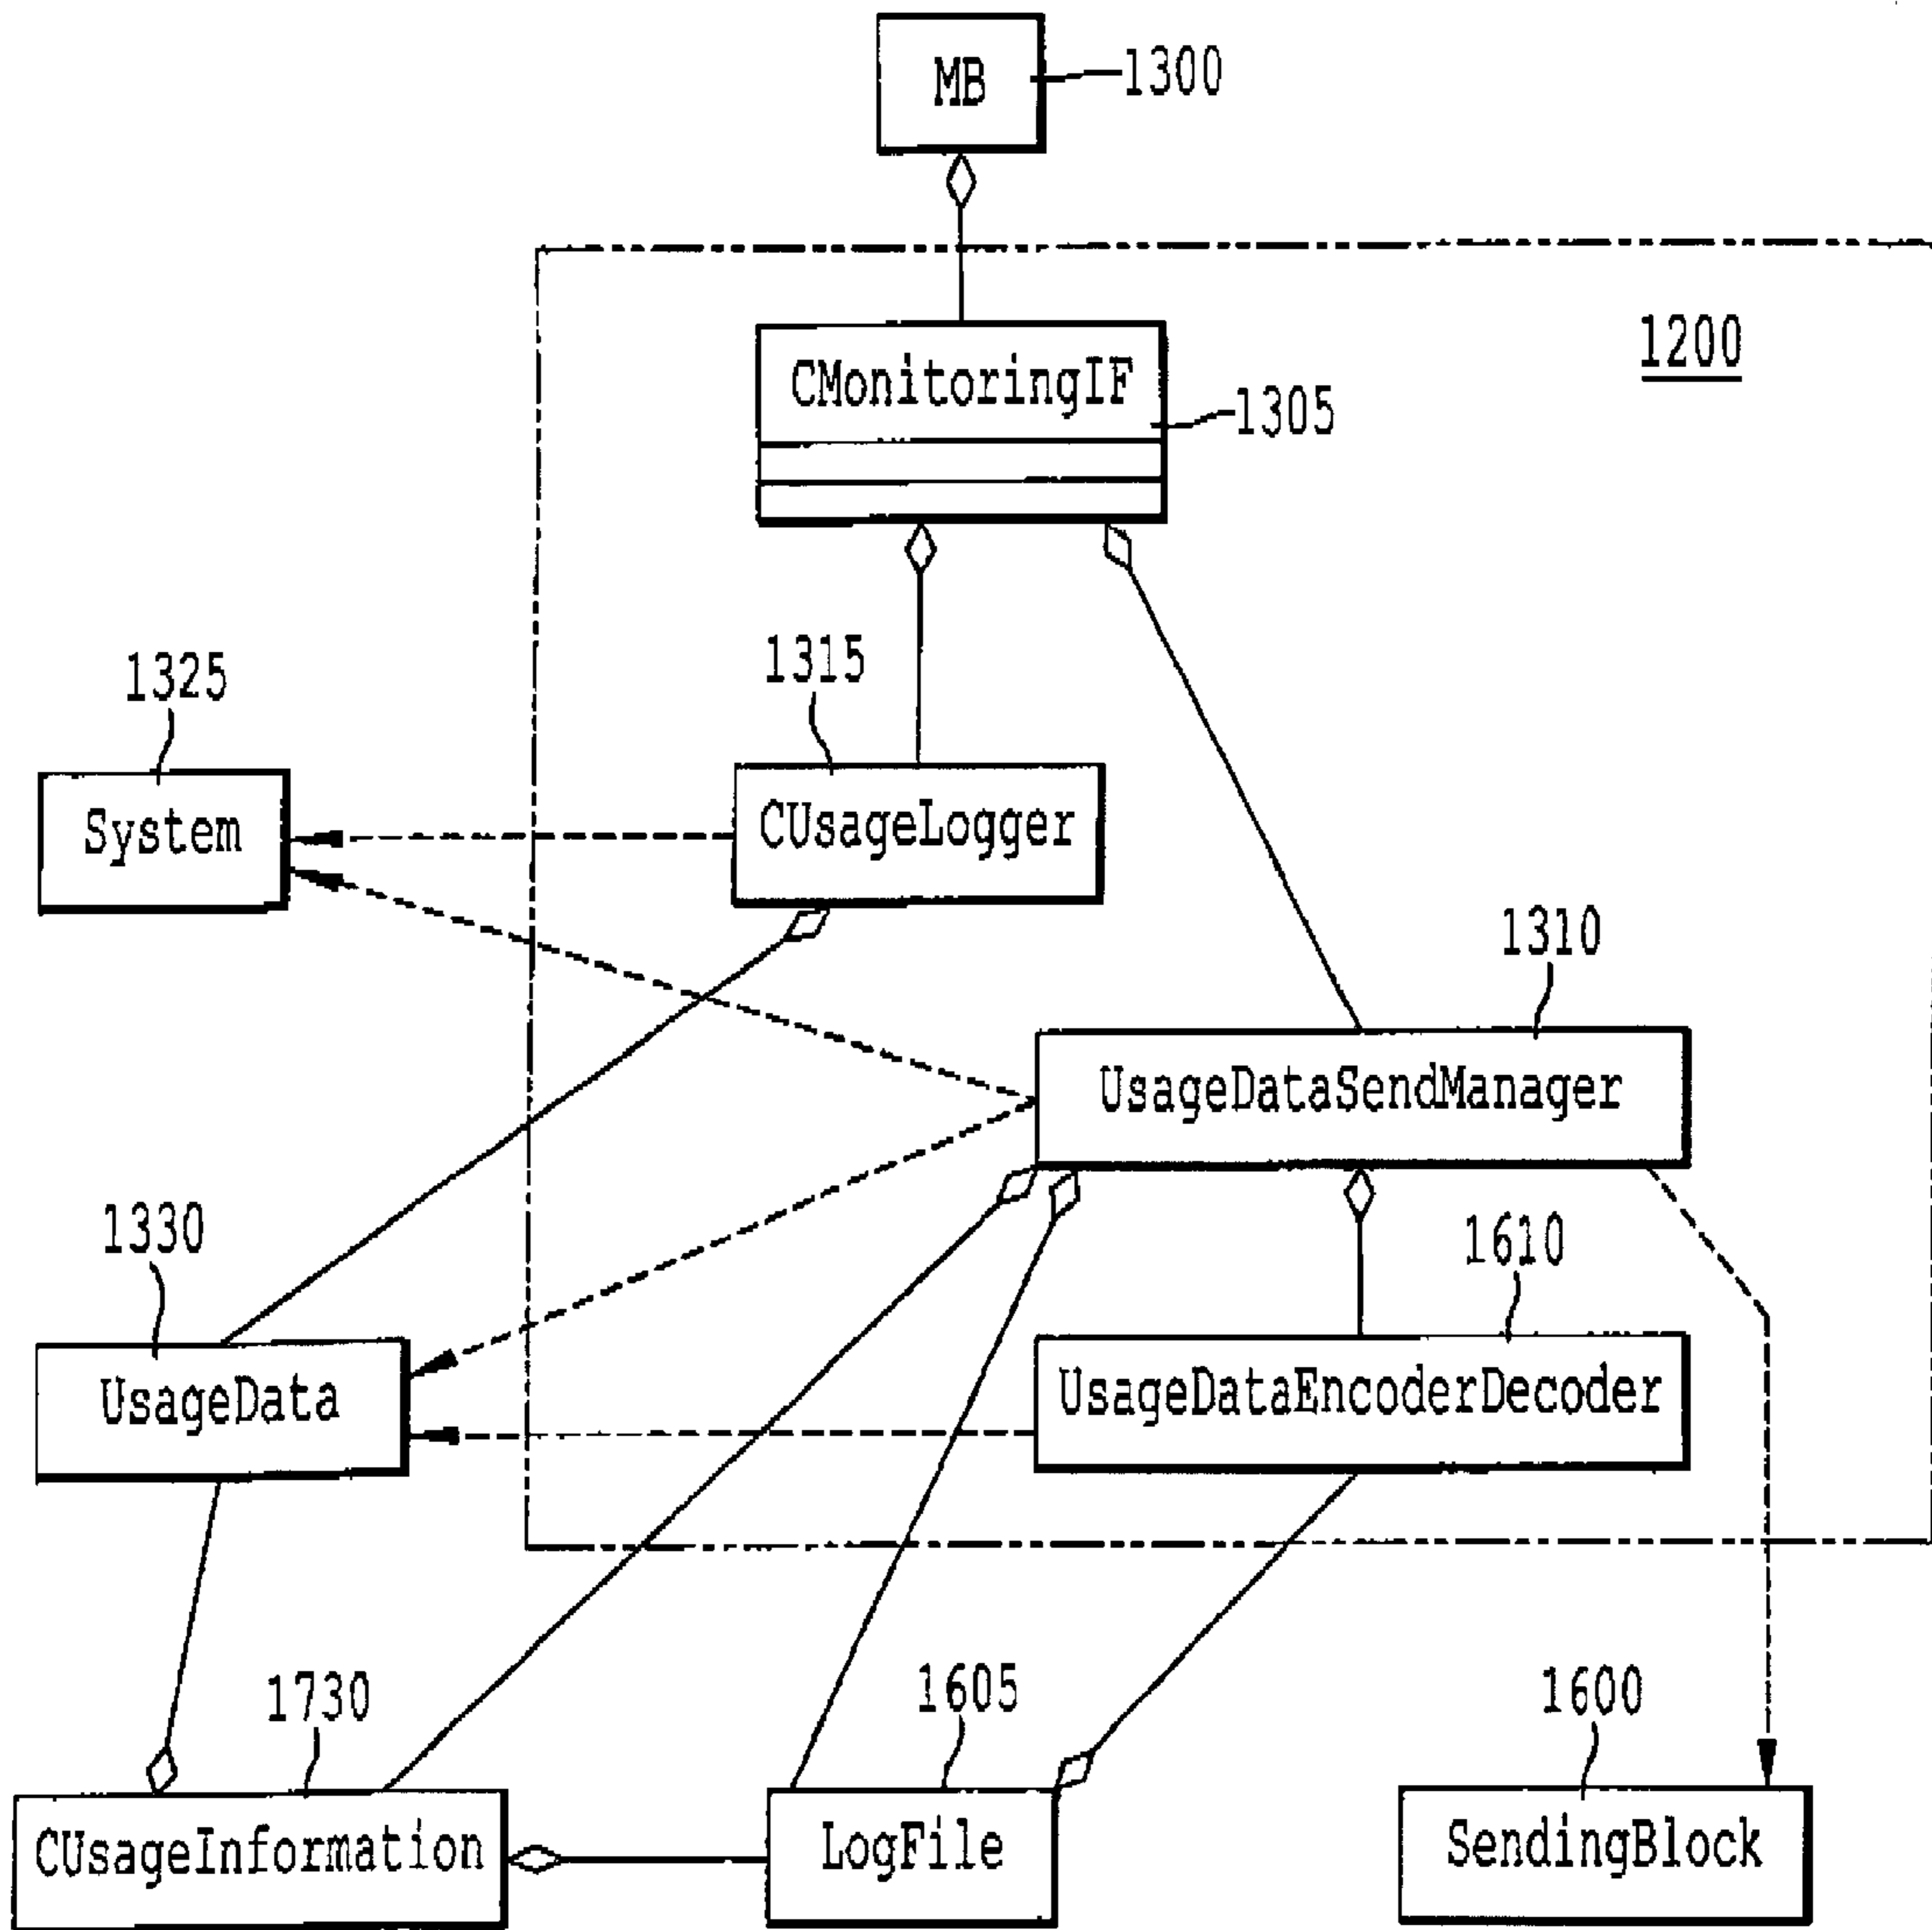 MB
1300
1200
CMonitoringIF
1305
1325
1315
System
CUsageLogger
1310
UsageDataSendManager
1330
1610
UsageData
UsageDataEncoderDecoder
1730
1605
1600
CUsageInformation
LogFile
SendingBlock